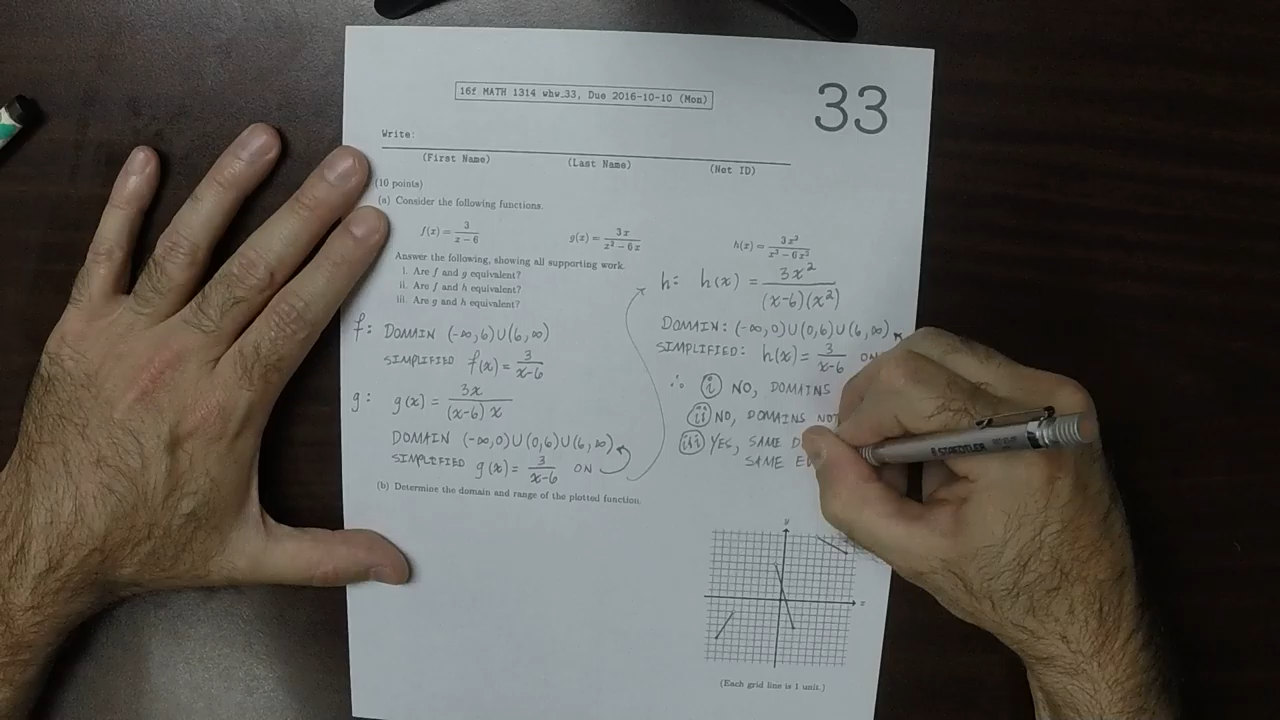 16f MATH 1314 whw_33, Due 2016-10-10 (Mon)
33
Write:
(First Name) (Last Name) (Net ID)
(10 points)
(a) Consider the following functions.
f(x) = 3/(x − 6) g(x) = 3x/(x² − 6x) h(x) = 3x²/(x³ − 6x²)
Answer the following, showing all supporting work.
i. Are f and g equivalent?
ii. Are f and h equivalent?
iii. Are g and h equivalent?
f: DOMAIN (-∞,6)∪(6,∞)
SIMPLIFIED f(x) = 3/(x-6)
g: g(x) = 3x/((x-6) x)
DOMAIN (-∞,0)∪(0,6)∪(6,∞)
SIMPLIFIED g(x) = 3/(x-6) ON
h: h(x) = 3x²/((x-6)(x²))
DOMAIN: (-∞,0)∪(0,6)∪(6,∞)
SIMPLIFIED: h(x) = 3/(x-6) ON
∴ (i) NO, DOMAINS
(ii) NO, DOMAINS NOT
(iii) YES, SAME
SAME
(b) Determine the domain and range of the plotted function.
y
x
(Each grid line is 1 unit.)
STAEDTLER